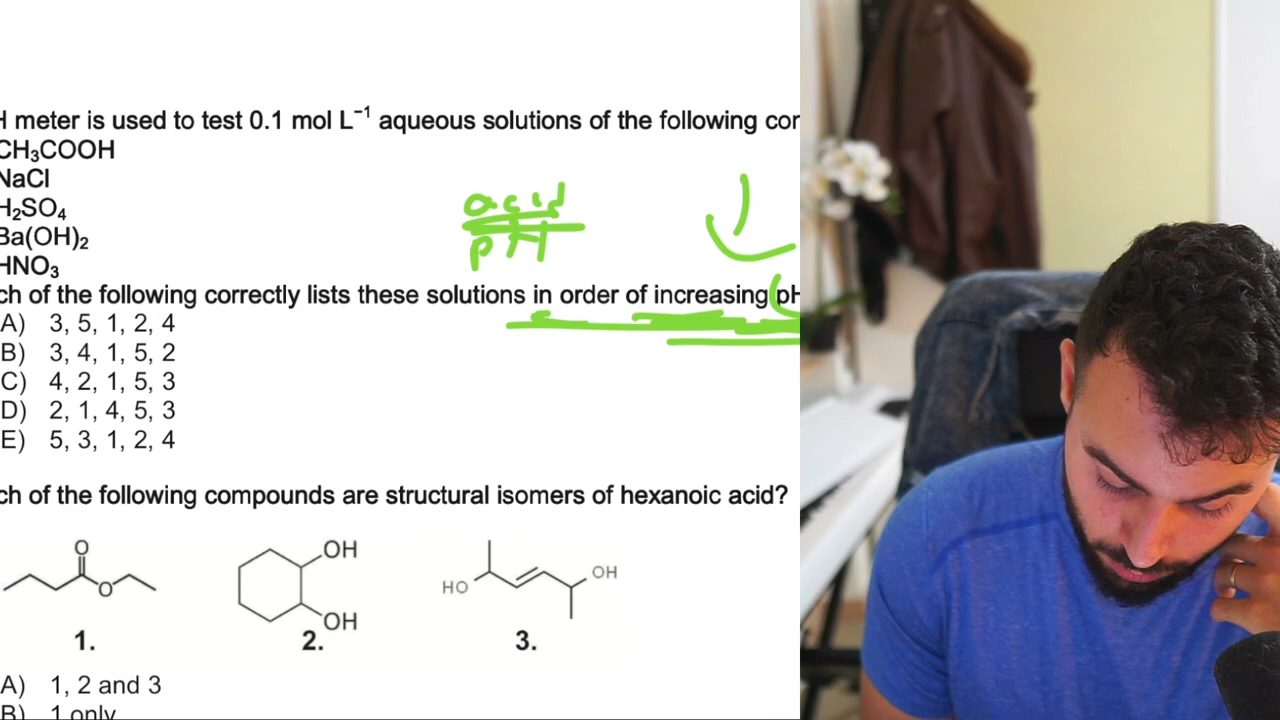 H meter is used to test 0.1 mol L⁻¹ aqueous solutions of the following cor
CH₃COOH
NaCl
H₂SO₄
Ba(OH)₂
HNO₃
acid
pH
ch of the following correctly lists these solutions in order of increasing pH
A) 3, 5, 1, 2, 4
B) 3, 4, 1, 5, 2
C) 4, 2, 1, 5, 3
D) 2, 1, 4, 5, 3
E) 5, 3, 1, 2, 4
ch of the following compounds are structural isomers of hexanoic acid?
O
O
OH
OH
HO
OH
1.
2.
3.
A) 1, 2 and 3
B) 1 only